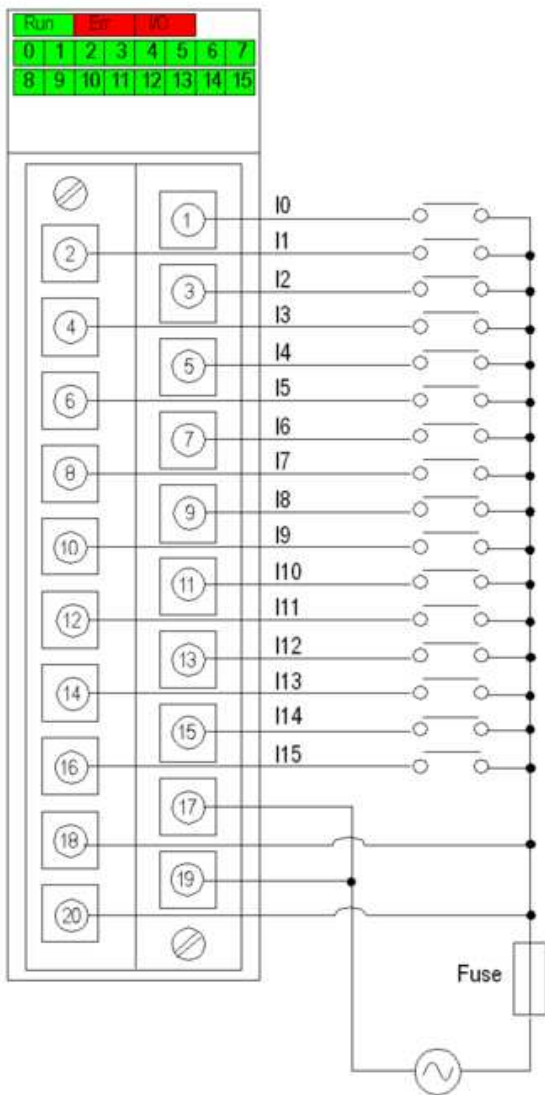 Run Err I/O
0 1 2 3 4 5 6 7
8 9 10 11 12 13 14 15
1 I0
2 I1
3 I2
4 I3
5 I4
6 I5
7 I6
8 I7
9 I8
10 I9
11 I10
12 I11
13 I12
14 I13
15 I14
16 I15
17
18
19
20
Fuse